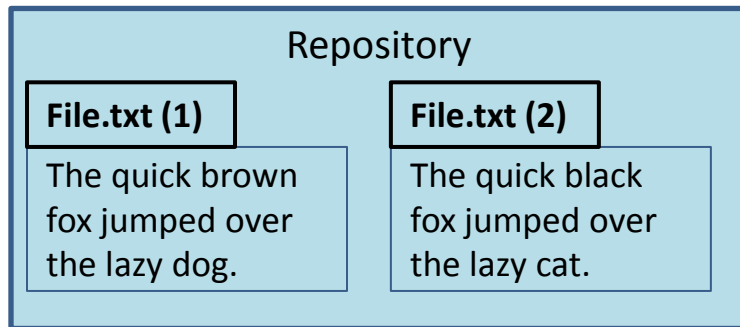 Repository
File.txt (1)
The quick brown
fox jumped over
the lazy dog.
File.txt (2)
The quick black
fox jumped over
the lazy cat.